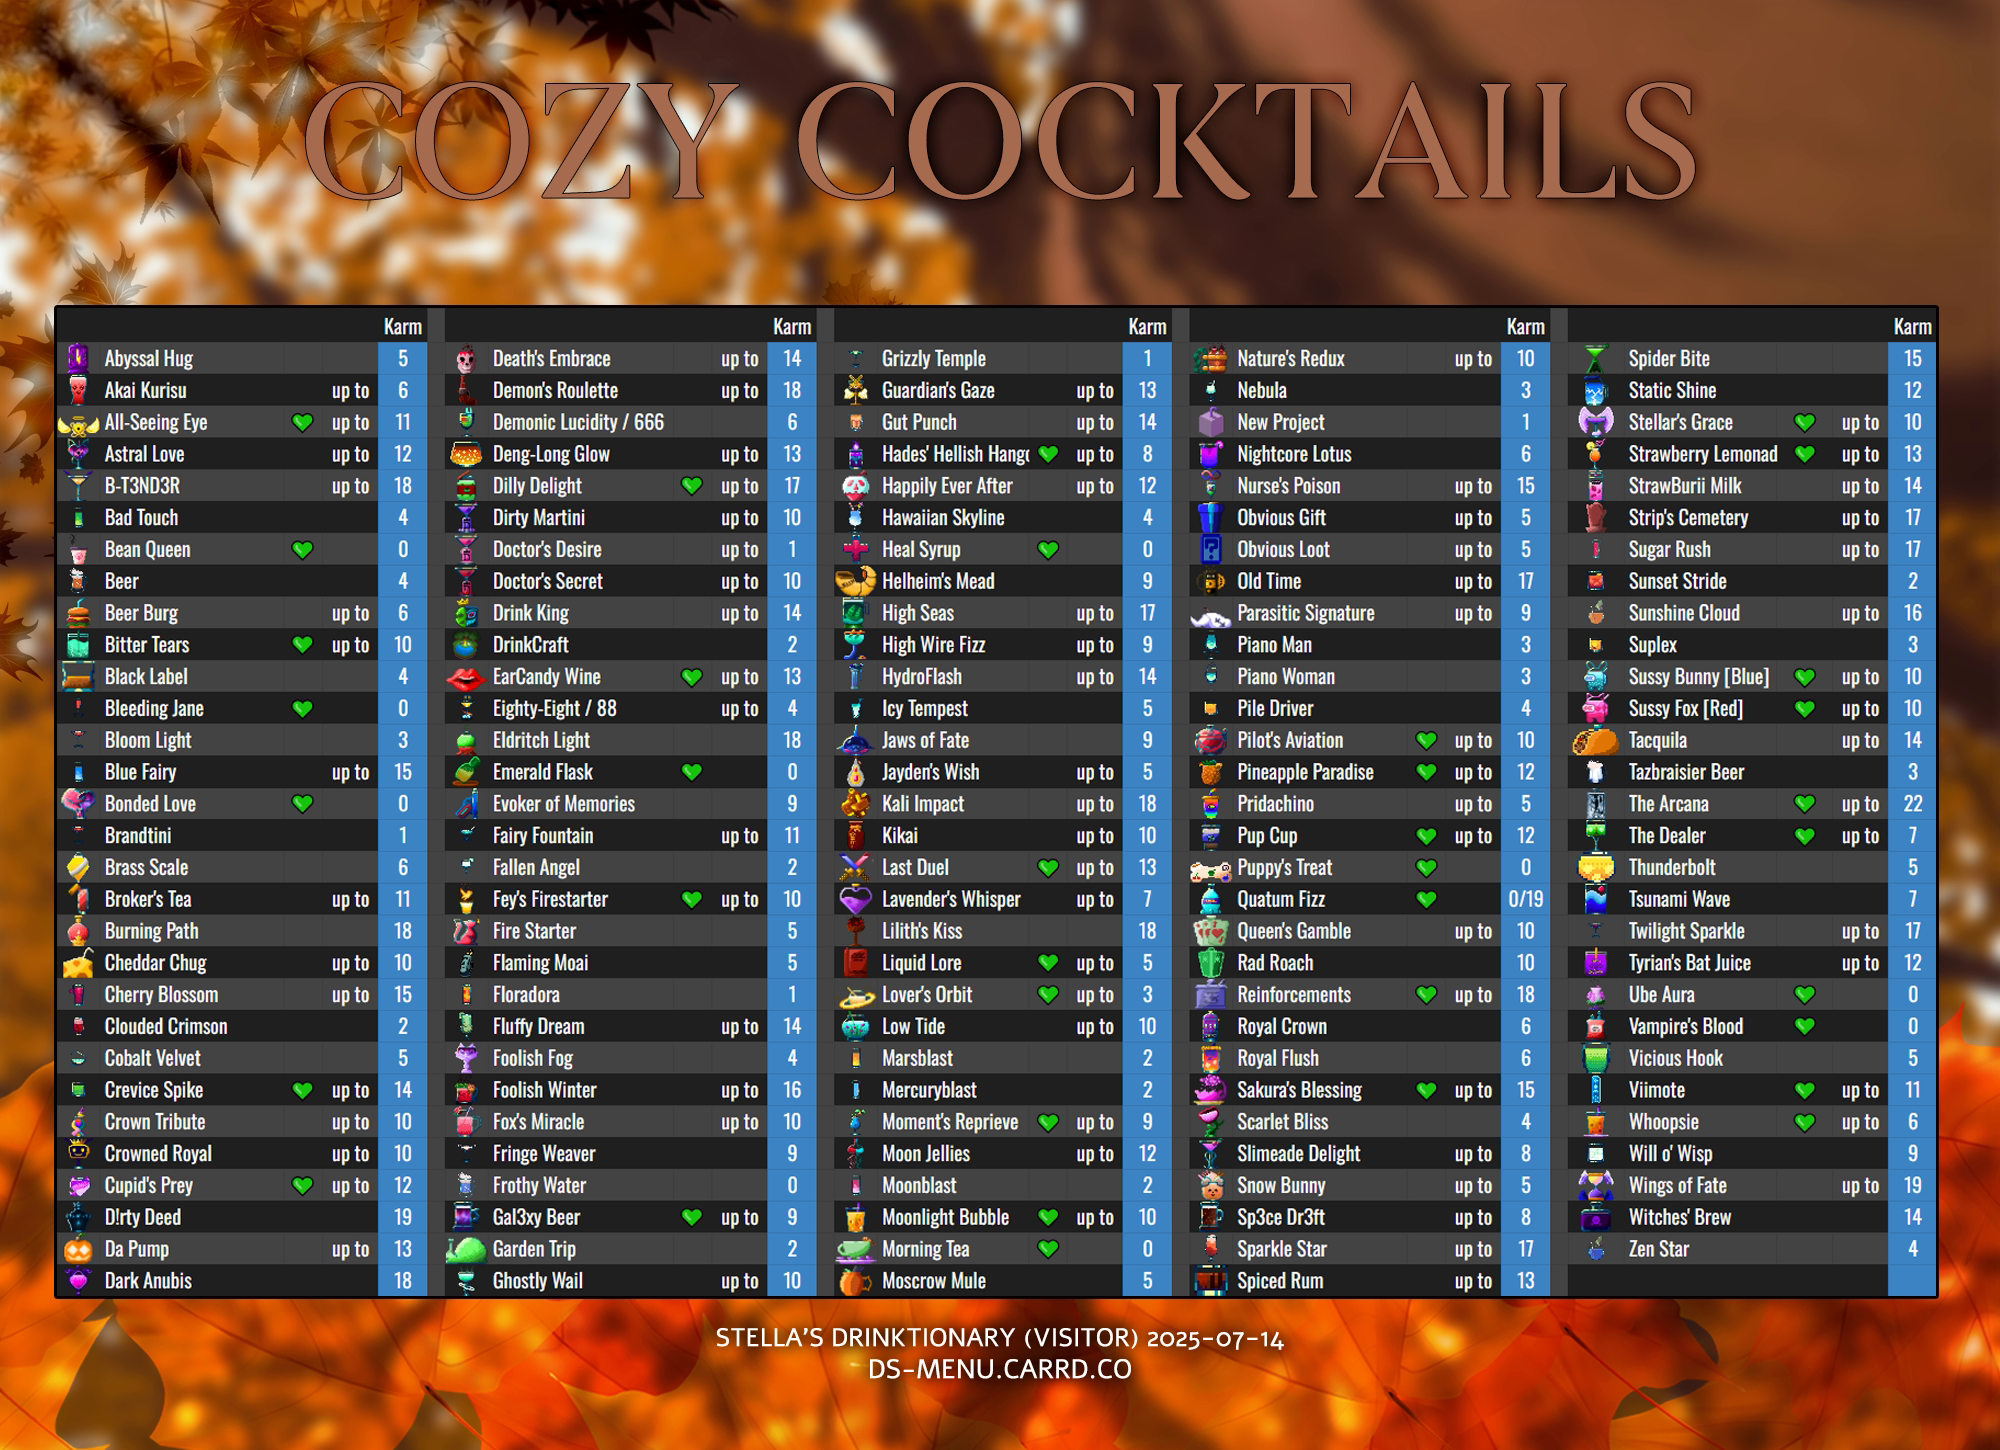 COZY COCKTAILS
Karm
Abyssal Hug 5
Akai Kurisu up to 6
All-Seeing Eye up to 11
Astral Love up to 12
B-T3ND3R up to 18
Bad Touch 4
Bean Queen 0
Beer 4
Beer Burg up to 6
Bitter Tears up to 10
Black Label 4
Bleeding Jane 0
Bloom Light 3
Blue Fairy up to 15
Bonded Love 0
Brandtini 1
Brass Scale 6
Broker's Tea up to 11
Burning Path 18
Cheddar Chug up to 10
Cherry Blossom up to 15
Clouded Crimson 2
Cobalt Velvet 5
Crevice Spike up to 14
Crown Tribute up to 10
Crowned Royal up to 10
Cupid's Prey up to 12
D!rty Deed 19
Da Pump up to 13
Dark Anubis 18
Karm
Death's Embrace up to 14
Demon's Roulette up to 18
Demonic Lucidity / 666 6
Deng-Long Glow up to 13
Dilly Delight up to 17
Dirty Martini up to 10
Doctor's Desire up to 1
Doctor's Secret up to 10
Drink King up to 14
DrinkCraft 2
EarCandy Wine up to 13
Eighty-Eight / 88 up to 4
Eldritch Light 18
Emerald Flask 0
Evoker of Memories 9
Fairy Fountain up to 11
Fallen Angel 2
Fey's Firestarter up to 10
Fire Starter 5
Flaming Moai 5
Floradora 1
Fluffy Dream up to 14
Foolish Fog 4
Foolish Winter up to 16
Fox's Miracle up to 10
Fringe Weaver 9
Frothy Water 0
Gal3xy Beer up to 9
Garden Trip 2
Ghostly Wail up to 10
Karm
Grizzly Temple 1
Guardian's Gaze up to 13
Gut Punch up to 14
Hades' Hellish Hang up to 8
Happily Ever After up to 12
Hawaiian Skyline 4
Heal Syrup 0
Helheim's Mead 9
High Seas up to 17
High Wire Fizz up to 9
HydroFlash up to 14
Icy Tempest 5
Jaws of Fate 9
Jayden's Wish up to 5
Kali Impact up to 18
Kikai up to 10
Last Duel up to 13
Lavender's Whisper up to 7
Lilith's Kiss 18
Liquid Lore up to 5
Lover's Orbit up to 3
Low Tide up to 10
Marsblast 2
Mercuryblast 2
Moment's Reprieve up to 9
Moon Jellies up to 12
Moonblast 2
Moonlight Bubble up to 10
Morning Tea 0
Moscrow Mule 5
Karm
Nature's Redux up to 10
Nebula 3
New Project 1
Nightcore Lotus 6
Nurse's Poison up to 15
Obvious Gift up to 5
Obvious Loot up to 5
Old Time up to 17
Parasitic Signature up to 9
Piano Man 3
Piano Woman 3
Pile Driver 4
Pilot's Aviation up to 10
Pineapple Paradise up to 12
Pridachino up to 5
Pup Cup up to 12
Puppy's Treat 0
Quatum Fizz 0/19
Queen's Gamble up to 10
Rad Roach 10
Reinforcements up to 18
Royal Crown 6
Royal Flush 6
Sakura's Blessing up to 15
Scarlet Bliss 4
Slimeade Delight up to 8
Snow Bunny up to 5
Sp3ce Dr3ft up to 8
Sparkle Star up to 17
Spiced Rum up to 13
Karm
Spider Bite 15
Static Shine 12
Stellar's Grace up to 10
Strawberry Lemonad up to 13
StrawBurii Milk up to 14
Strip's Cemetery up to 17
Sugar Rush up to 17
Sunset Stride 2
Sunshine Cloud up to 16
Suplex 3
Sussy Bunny [Blue] up to 10
Sussy Fox [Red] up to 10
Tacquila up to 14
Tazbraisier Beer 3
The Arcana up to 22
The Dealer up to 7
Thunderbolt 5
Tsunami Wave 7
Twilight Sparkle up to 17
Tyrian's Bat Juice up to 12
Ube Aura 0
Vampire's Blood 0
Vicious Hook 5
Viimote up to 11
Whoopsie up to 6
Will o' Wisp 9
Wings of Fate up to 19
Witches' Brew 14
Zen Star 4
STELLA'S DRINKTIONARY (VISITOR) 2025-07-14
DS-MENU.CARRD.CO